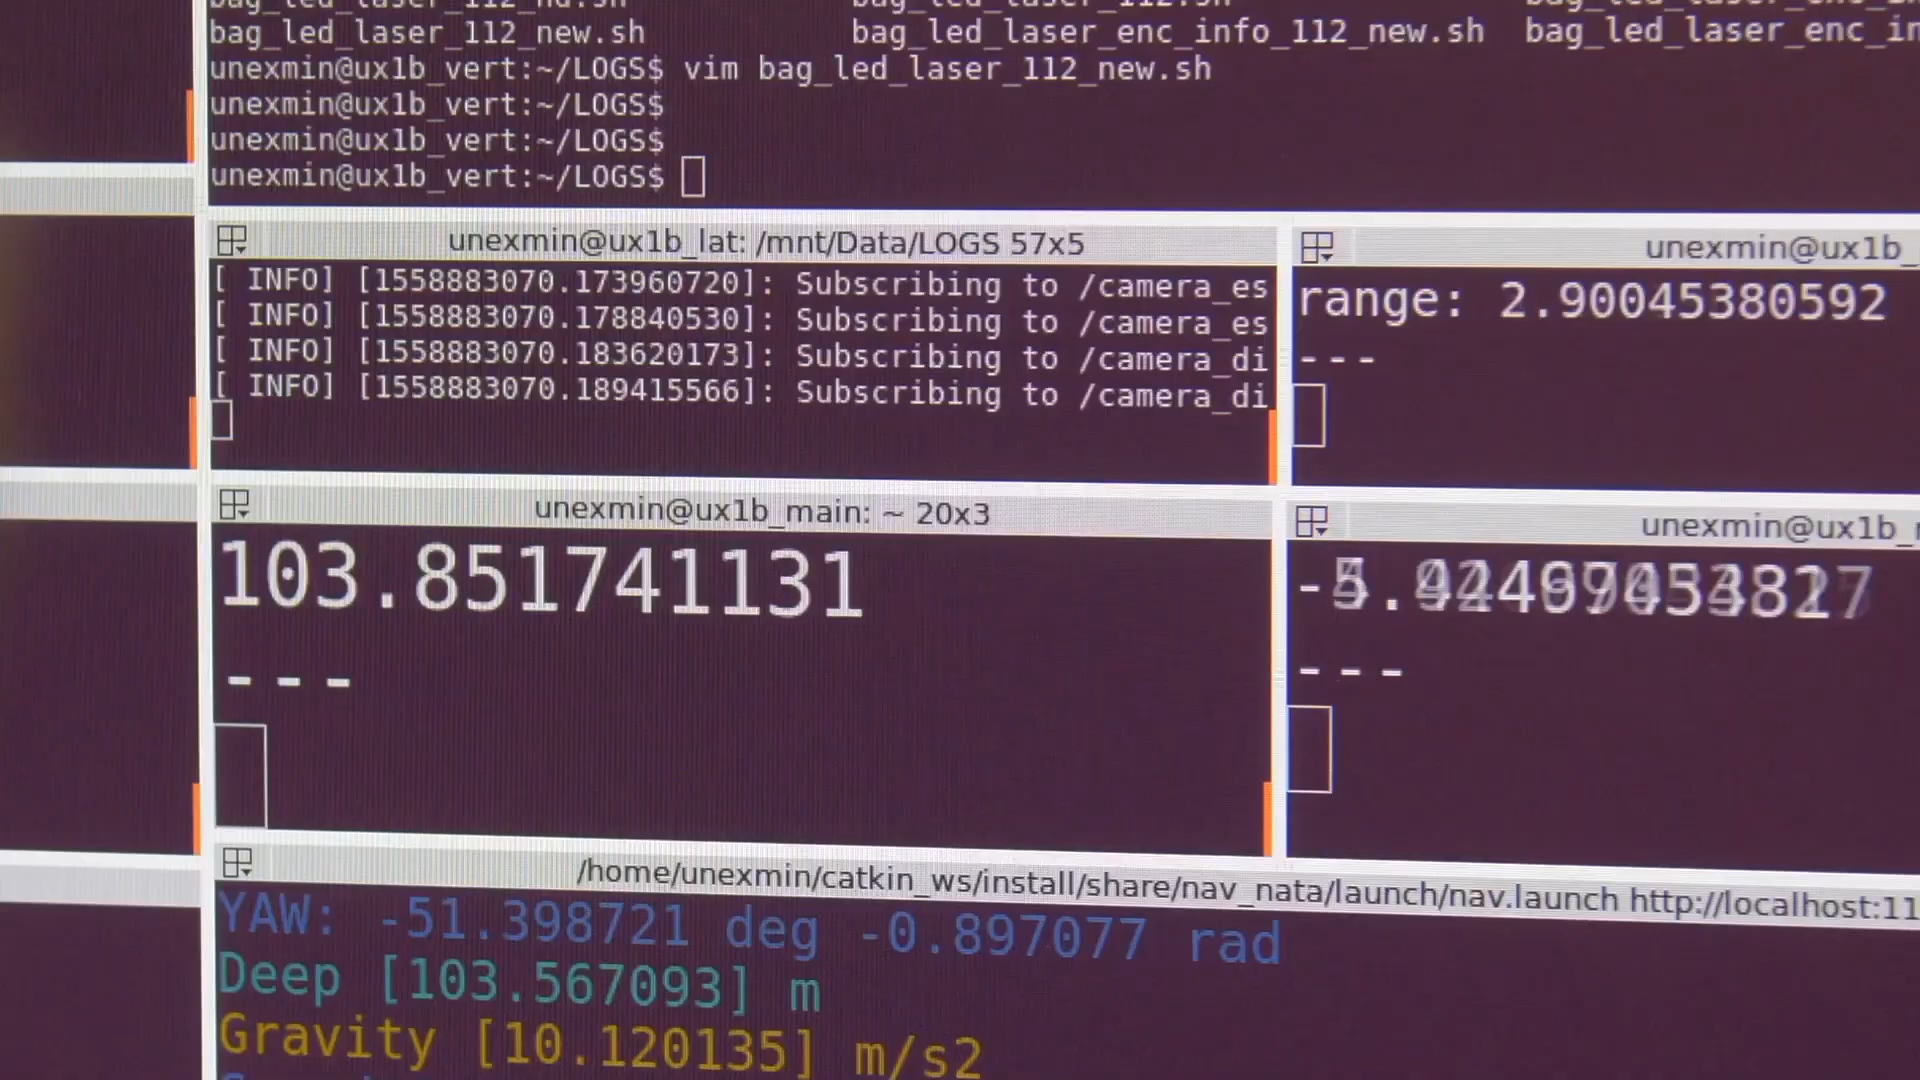 bag_led_laser_112_new.sh bag_led_laser_enc_info_112_new.sh bag_led_laser_enc_in
unexmin@ux1b_vert:~/LOGS$ vim bag_led_laser_112_new.sh
unexmin@ux1b_vert:~/LOGS$
unexmin@ux1b_vert:~/LOGS$
unexmin@ux1b_vert:~/LOGS$
unexmin@ux1b_lat: /mnt/Data/LOGS 57x5
[ INFO] [1558883070.173960720]: Subscribing to /camera_es
[ INFO] [1558883070.178840530]: Subscribing to /camera_es
[ INFO] [1558883070.183620173]: Subscribing to /camera_di
[ INFO] [1558883070.189415566]: Subscribing to /camera_di
unexmin@ux1b_
range: 2.90045380592
---
unexmin@ux1b_main: ~ 20x3
103.851741131
---
unexmin@ux1b_
---
/home/unexmin/catkin_ws/install/share/nav_nata/launch/nav.launch http://localhost:11
YAW: -51.398721 deg -0.897077 rad
Deep [103.567093] m
Gravity [10.120135] m/s2